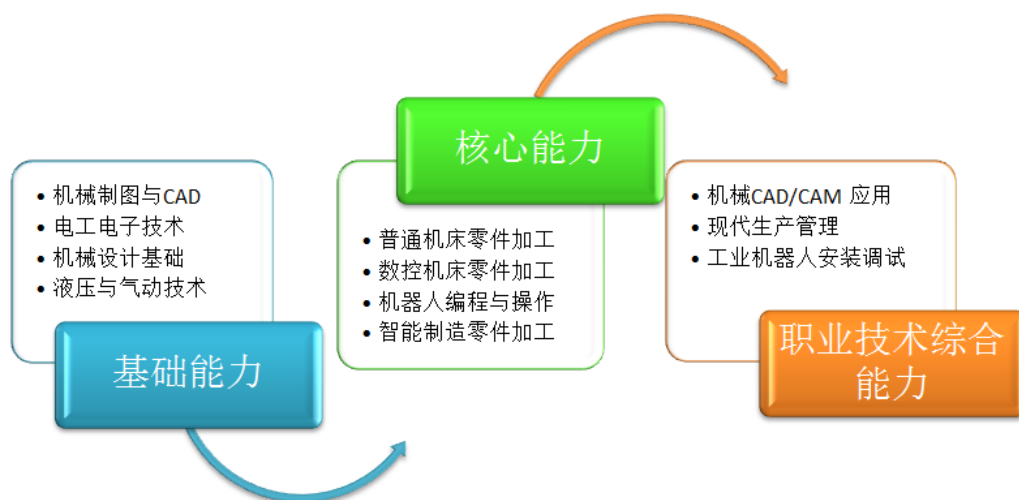 • 机械制图与CAD
• 电工电子技术
• 机械设计基础
• 液压与气动技术
基础能力
核心能力
• 普通机床零件加工
• 数控机床零件加工
• 机器人编程与操作
• 智能制造零件加工
• 机械CAD/CAM 应用
• 现代生产管理
• 工业机器人安装调试
职业技术综合
能力